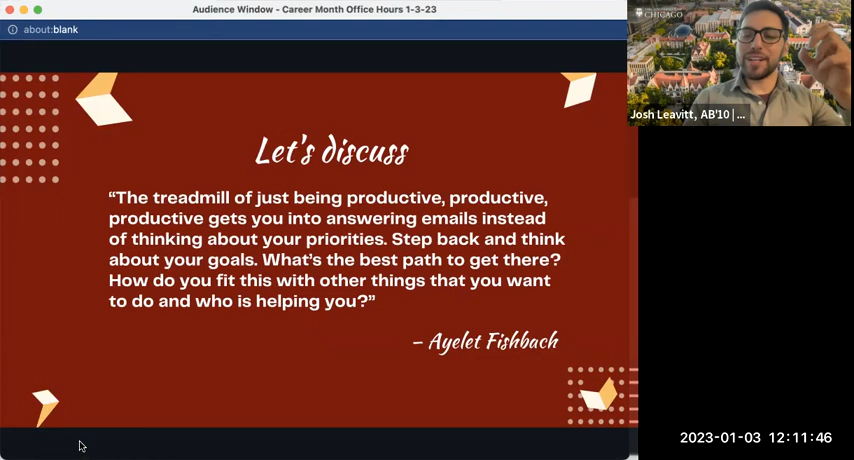 Audience Window - Career Month Office Hours 1-3-23
about:blank
CHICAGO
Josh Leavitt, AB'10 | ...
Let's discuss
“The treadmill of just being productive, productive,
productive gets you into answering emails instead
of thinking about your priorities. Step back and think
about your goals. What’s the best path to get there?
How do you fit this with other things that you want
to do and who is helping you?”
– Ayelet Fishbach
2023-01-03 12:11:46